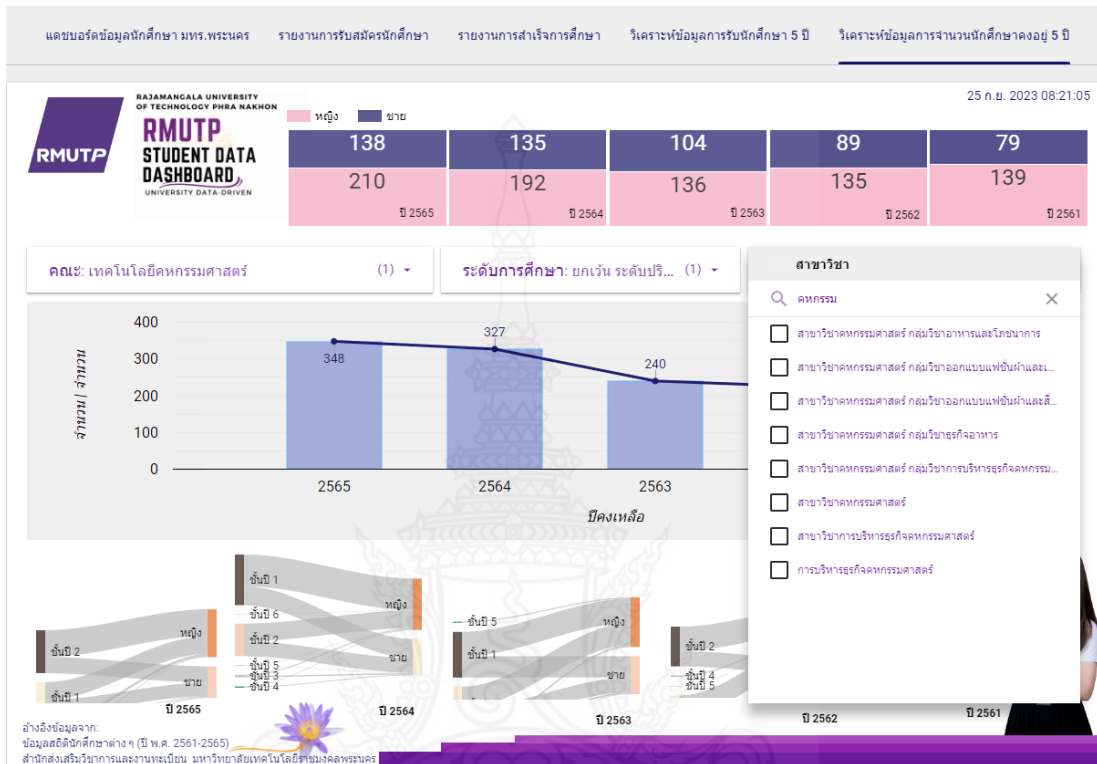 แดชบอร์ดข้อมูลนักศึกษา มทร.พระนคร
รายงานการรับสมัครนักศึกษา
รายงานการสำเร็จการศึกษา
วิเคราะห์ข้อมูลการรับนักศึกษา 5 ปี
วิเคราะห์ข้อมูลการจำนวนนักศึกษาคงอยู่ 5 ปี
25 ก.ย. 2023 08:21:05
RMUTP
RAJAMANGALA UNIVERSITY
OF TECHNOLOGY PHRA NAKHON
RMUTP
STUDENT DATA
DASHBOARD
UNIVERSITY DATA-DRIVEN
หญิง ชาย
138 135 104 89 79
210 192 136 135 139
ปี 2565 ปี 2564 ปี 2563 ปี 2562 ปี 2561
คณะ: เทคโนโลยีคหกรรมศาสตร์ (1)
ระดับการศึกษา: ยกเว้น ระดับปริ... (1)
สาขาวิชา
คหกรรม
สาขาวิชาคหกรรมศาสตร์ กลุ่มวิชาอาหารและโภชนาการ
สาขาวิชาคหกรรมศาสตร์ กลุ่มวิชาออกแบบแฟชั่นผ้าและเ...
สาขาวิชาคหกรรมศาสตร์ กลุ่มวิชาออกแบบแฟชั่นผ้าและสื...
สาขาวิชาคหกรรมศาสตร์ กลุ่มวิชาธุรกิจอาหาร
สาขาวิชาคหกรรมศาสตร์ กลุ่มวิชาการบริหารธุรกิจคหกรรม...
สาขาวิชาคหกรรมศาสตร์
สาขาวิชาการบริหารธุรกิจคหกรรมศาสตร์
การบริหารธุรกิจคหกรรมศาสตร์
จำนวน | จำนวน
400
300
200
100
0
348
327
240
2565 2564 2563
ปีคงเหลือ
ชั้นปี 2
ชั้นปี 1
หญิง
ชาย
ปี 2565
ชั้นปี 1
ชั้นปี 6
ชั้นปี 2
ชั้นปี 5
ชั้นปี 3
ชั้นปี 4
หญิง
ชาย
ปี 2564
ชั้นปี 5
ชั้นปี 1
หญิง
ชาย
ปี 2563
ชั้นปี 2
ชั้นปี 4
ชั้นปี 5
ปี 2562
ปี 2561
อ้างอิงข้อมูลจาก:
ข้อมูลสถิตินักศึกษาต่าง ๆ (ปี พ.ศ. 2561-2565)
สำนักส่งเสริมวิชาการและงานทะเบียน มหาวิทยาลัยเทคโนโลยีราชมงคลพระนคร